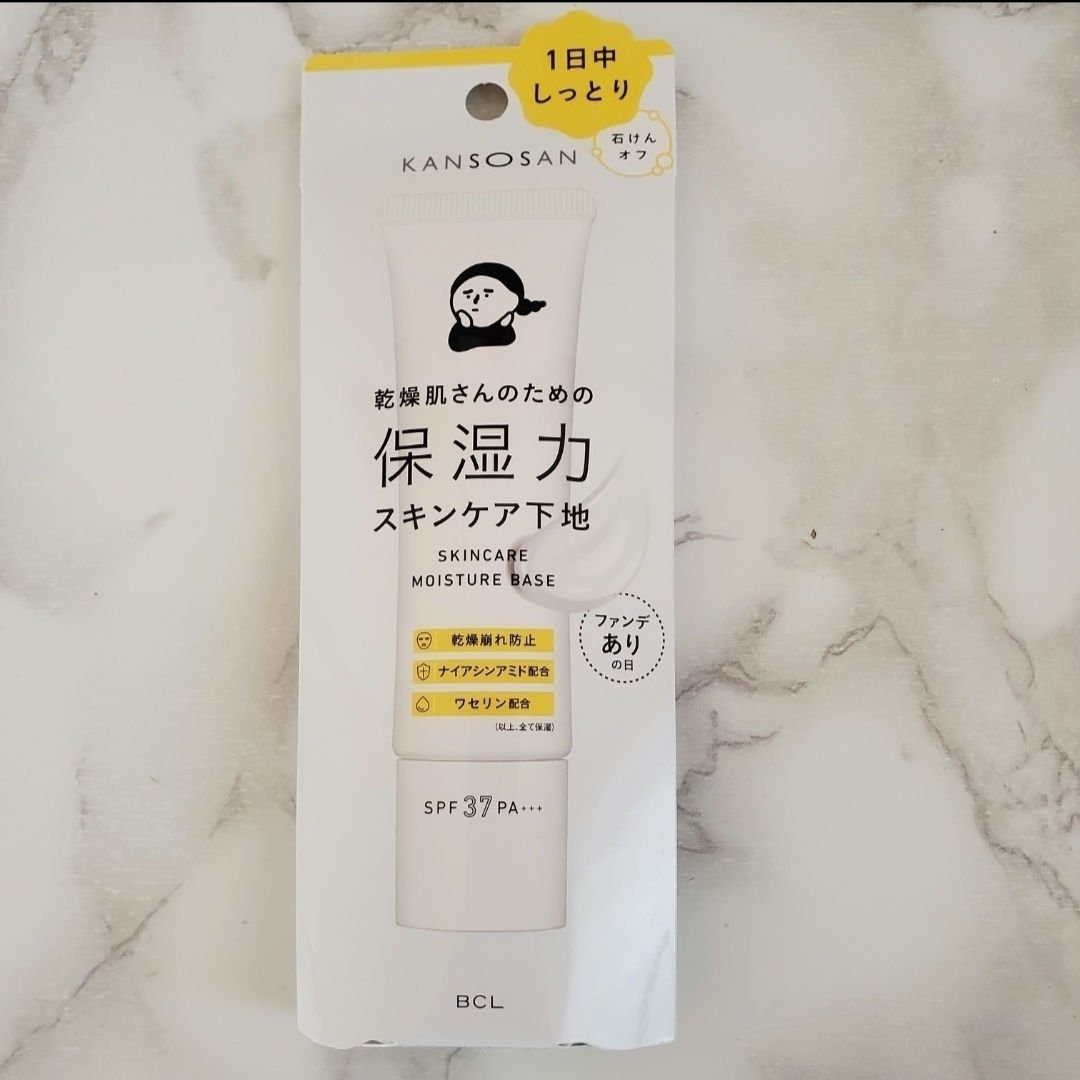 1日中
しっとり
石けん
オフ
KANSOSAN
乾燥肌さんのための
保湿力
スキンケア下地
SKINCARE
MOISTURE BASE
ファンデ
あり
の日
乾燥崩れ防止
ナイアシンアミド配合
ワセリン配合
(以上、全て保湿)
SPF 37 PA+++
BCL